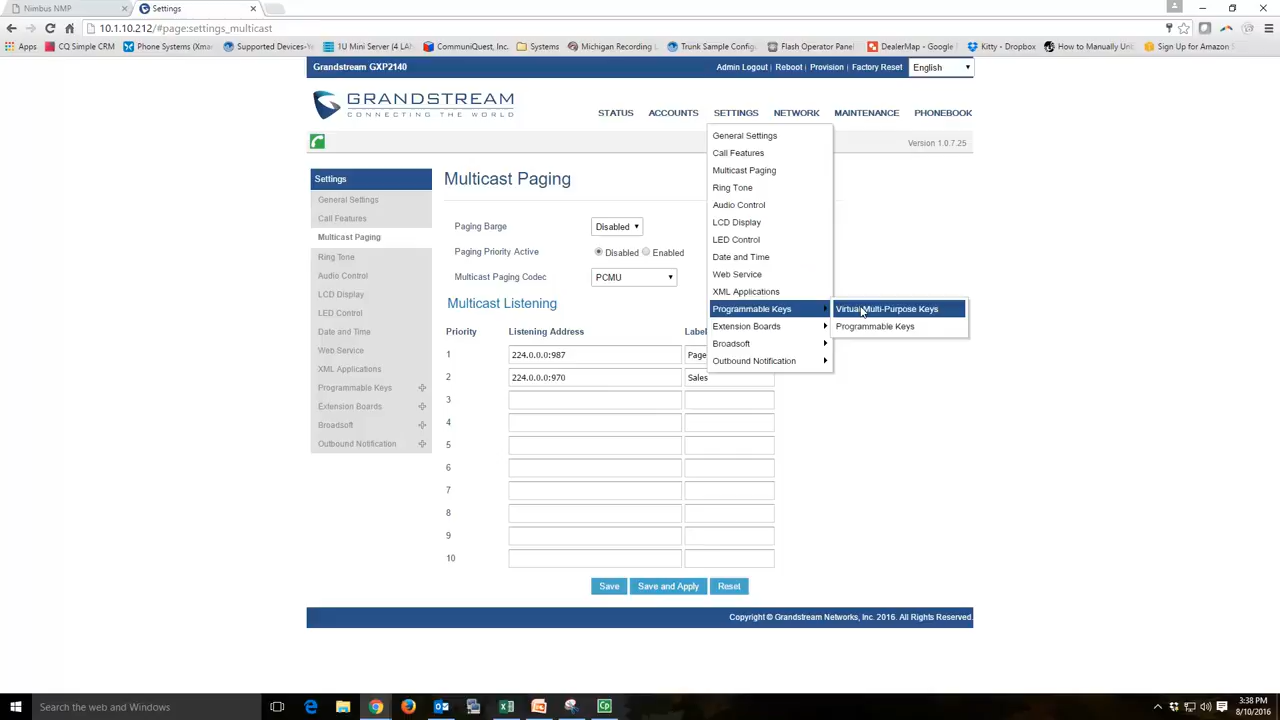 Nimbus NMP
Settings
10.1.10.212/#page:settings_multicast
Apps
CQ Simple CRM
Phone Systems (Xma
Supported Devices-
1U Mini Server (4 LA
CommuniQuest, Inc.
Systems
Michigan Recording
Trunk Sample Config
Flash Operator Pane
DealerMap - Google
Kitty - Dropbox
How to Manually Un
Sign Up for Amazon
Grandstream GXP2140
Admin Logout | Reboot | Provision | Factory Reset
English
GRANDSTREAM
CONNECTING THE WORLD
STATUS ACCOUNTS SETTINGS NETWORK MAINTENANCE PHONEBOOK
Version 1.0.7.25
General Settings
Call Features
Multicast Paging
Ring Tone
Audio Control
LCD Display
LED Control
Date and Time
Web Service
XML Applications
Programmable Keys
Extension Boards
Broadsoft
Outbound Notification
Virtual Multi-Purpose Keys
Programmable Keys
Settings
General Settings
Call Features
Multicast Paging
Ring Tone
Audio Control
LCD Display
LED Control
Date and Time
Web Service
XML Applications
Programmable Keys
Extension Boards
Broadsoft
Outbound Notification
Multicast Paging
Paging Barge Disabled
Paging Priority Active Disabled Enabled
Multicast Paging Codec PCMU
Multicast Listening
Priority Listening Address Label
1 224.0.0.0:987 Page
2 224.0.0.0:970 Sales
3
4
5
6
7
8
9
10
Save Save and Apply Reset
Copyright © Grandstream Networks, Inc. 2016. All Rights Reserved.
Search the web and Windows
3:38 PM
8/10/2016